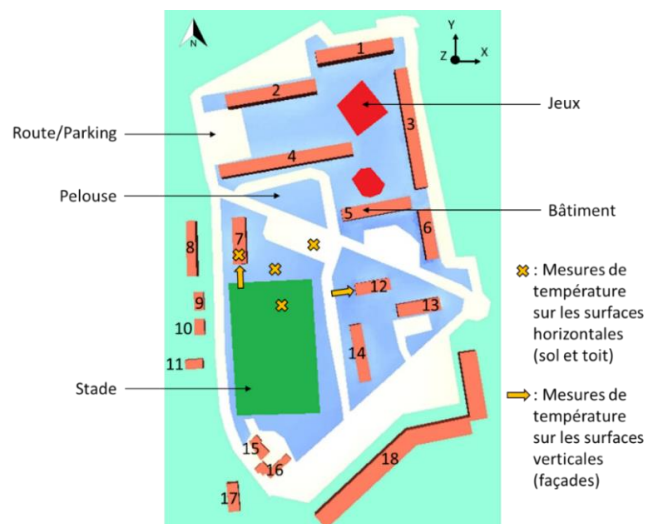 N
Y
Z
X
1
2
3
4
5
6
7
8
9
10
11
12
13
14
15
16
17
18
Jeux
Route/Parking
Pelouse
Bâtiment
Stade
: Mesures de
température
sur les surfaces
horizontales
(sol et toit)
: Mesures de
température
sur les surfaces
verticales
(façades)